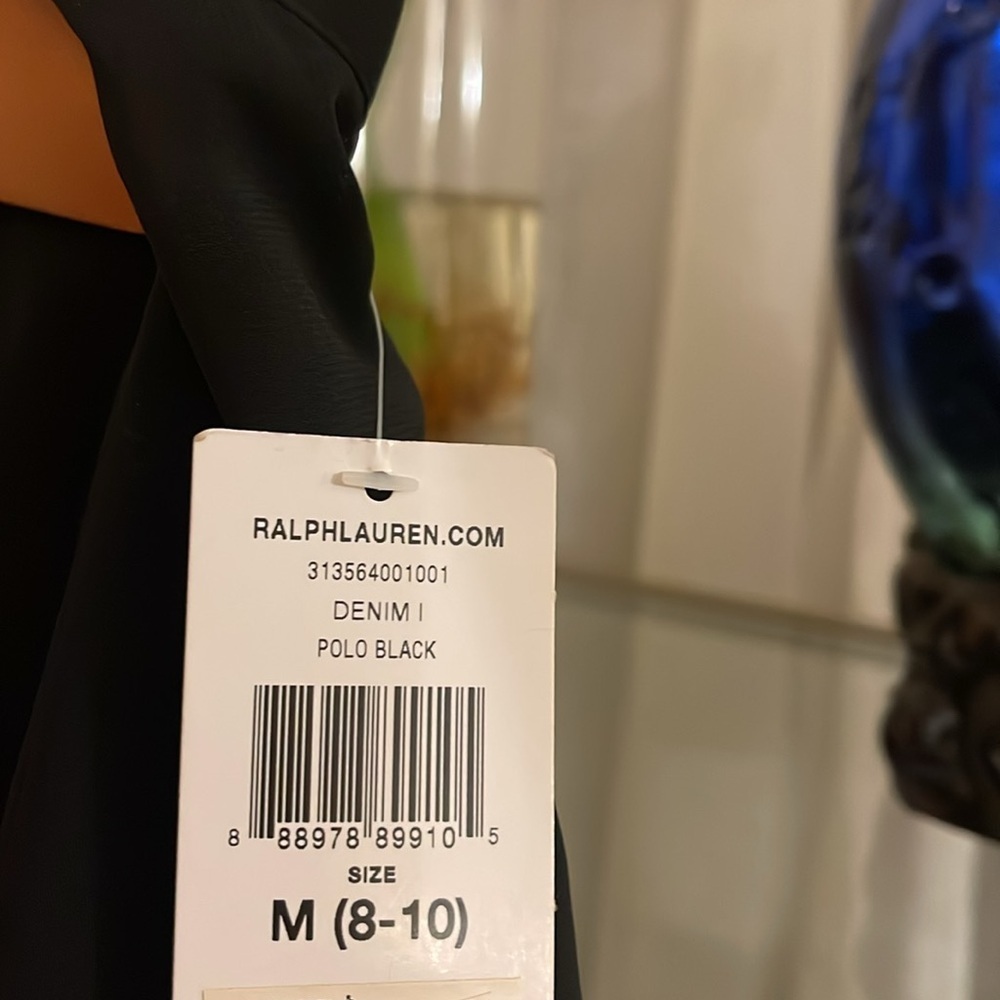 RALPHLAUREN.COM
313564001001
DENIM I
POLO BLACK
8 88978 89910 5
SIZE
M (8-10)